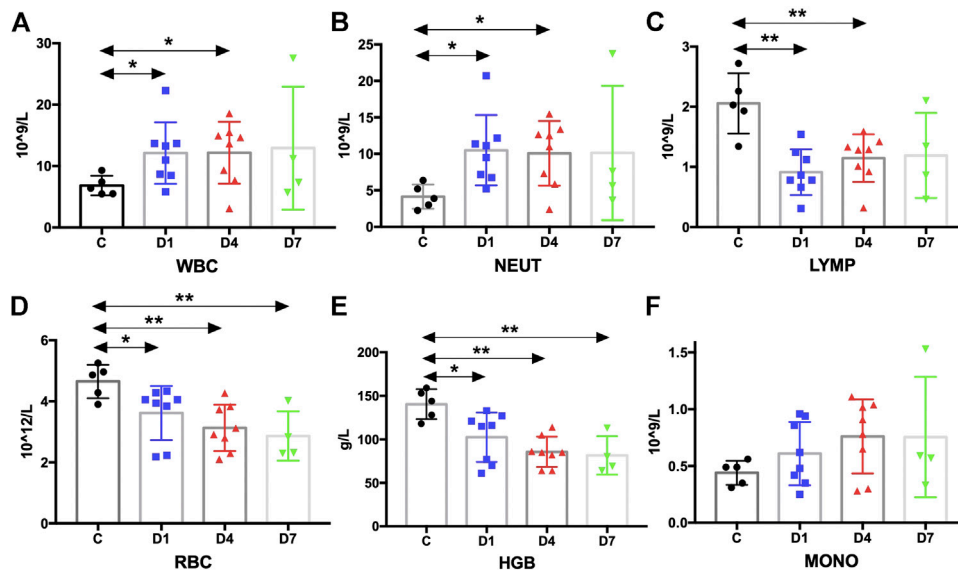 A
B
C
*
*
30
20
10
0
10^9/L
C D1 D4 D7
WBC
*
*
25
20
15
10
5
0
10^9/L
C D1 D4 D7
NEUT
**
**
3
2
1
0
10^9/L
C D1 D4 D7
LYMP
D
E
F
**
**
*
6
4
2
0
10^12/L
C D1 D4 D7
RBC
**
**
*
200
150
100
50
0
g/L
C D1 D4 D7
HGB
1.5
1.0
0.5
0.0
10^9/L
C D1 D4 D7
MONO